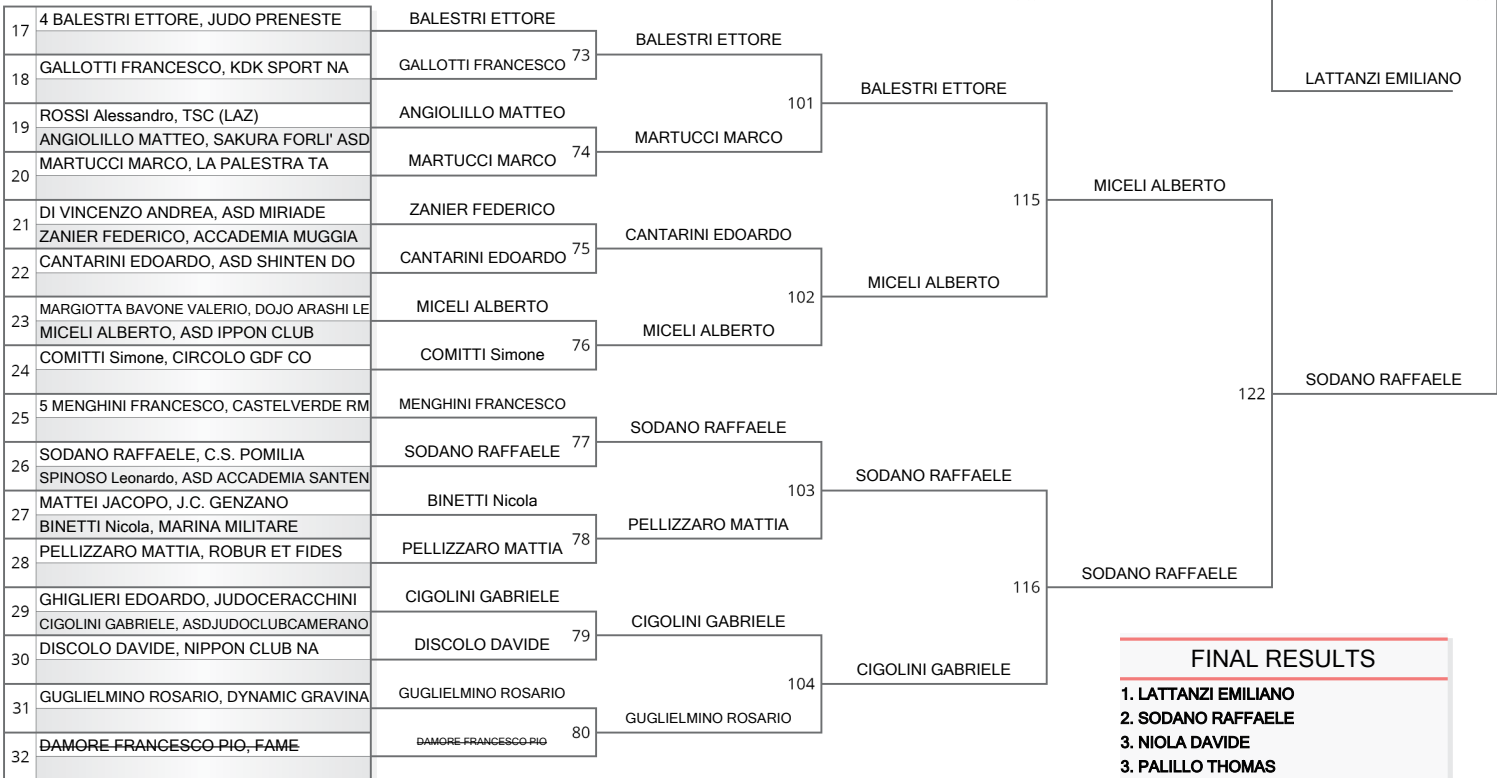 17
4 BALESTRI ETTORE, JUDO PRENESTE
18
GALLOTTI FRANCESCO, KDK SPORT NA
19
ROSSI Alessandro, TSC (LAZ)
ANGIOLILLO MATTEO, SAKURA FORLI' ASD
20
MARTUCCI MARCO, LA PALESTRA TA
21
DI VINCENZO ANDREA, ASD MIRIADE
ZANIER FEDERICO, ACCADEMIA MUGGIA
22
CANTARINI EDOARDO, ASD SHINTEN DO
23
MARGIOTTA BAVONE VALERIO, DOJO ARASHI LE
MICELI ALBERTO, ASD IPPON CLUB
24
COMITTI Simone, CIRCOLO GDF CO
25
5 MENGHINI FRANCESCO, CASTELVERDE RM
26
SODANO RAFFAELE, C.S. POMILIA
SPINOSO Leonardo, ASD ACCADEMIA SANTEN
27
MATTEI JACOPO, J.C. GENZANO
BINETTI Nicola, MARINA MILITARE
28
PELLIZZARO MATTIA, ROBUR ET FIDES
29
GHIGLIERI EDOARDO, JUDOCERACCHINI
CIGOLINI GABRIELE, ASDJUDOCLUBCAMERANO
30
DISCOLO DAVIDE, NIPPON CLUB NA
31
GUGLIELMINO ROSARIO, DYNAMIC GRAVINA
32
DAMORE FRANCESCO PIO, FAME
BALESTRI ETTORE
73
GALLOTTI FRANCESCO
ANGIOLILLO MATTEO
74
MARTUCCI MARCO
ZANIER FEDERICO
75
CANTARINI EDOARDO
MICELI ALBERTO
76
COMITTI Simone
MENGHINI FRANCESCO
77
SODANO RAFFAELE
BINETTI Nicola
78
PELLIZZARO MATTIA
CIGOLINI GABRIELE
79
DISCOLO DAVIDE
GUGLIELMINO ROSARIO
80
DAMORE FRANCESCO PIO
BALESTRI ETTORE
101
MARTUCCI MARCO
CANTARINI EDOARDO
102
MICELI ALBERTO
SODANO RAFFAELE
103
PELLIZZARO MATTIA
CIGOLINI GABRIELE
104
GUGLIELMINO ROSARIO
BALESTRI ETTORE
115
MICELI ALBERTO
SODANO RAFFAELE
116
CIGOLINI GABRIELE
MICELI ALBERTO
122
SODANO RAFFAELE
LATTANZI EMILIANO
SODANO RAFFAELE
FINAL RESULTS
1. LATTANZI EMILIANO
2. SODANO RAFFAELE
3. NIOLA DAVIDE
3. PALILLO THOMAS